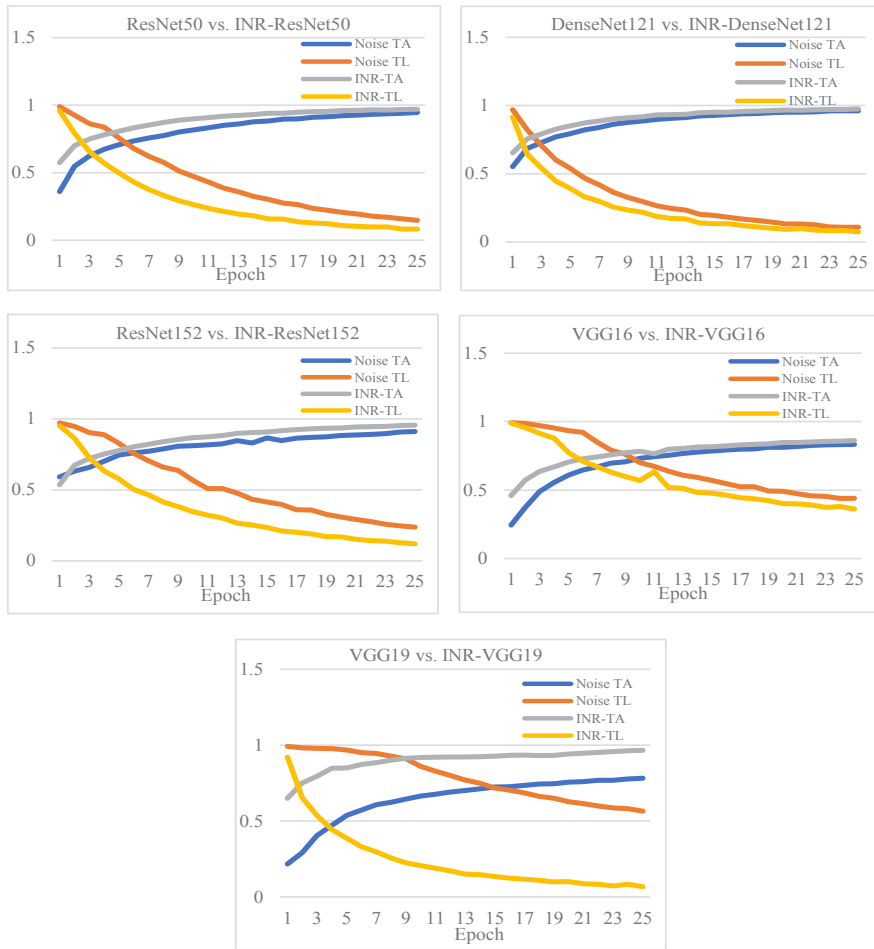 ResNet50 vs. INR-ResNet50
1.5
Noise TA
Noise TL
INR-TA
INR-TL
1
0.5
0
1 3 5 7 9 11 13 15 17 19 21 23 25
Epoch
DenseNet121 vs. INR-DenseNet121
1.5
Noise TA
Noise TL
INR-TA
INR-TL
1
0.5
0
1 3 5 7 9 11 13 15 17 19 21 23 25
Epoch
ResNet152 vs. INR-ResNet152
1.5
Noise TA
Noise TL
INR-TA
INR-TL
1
0.5
0
1 3 5 7 9 11 13 15 17 19 21 23 25
Epoch
VGG16 vs. INR-VGG16
1.5
Noise TA
Noise TL
INR-TA
INR-TL
1
0.5
0
1 3 5 7 9 11 13 15 17 19 21 23 25
Epoch
VGG19 vs. INR-VGG19
1.5
Noise TA
Noise TL
INR-TA
INR-TL
1
0.5
0
1 3 5 7 9 11 13 15 17 19 21 23 25
Epoch